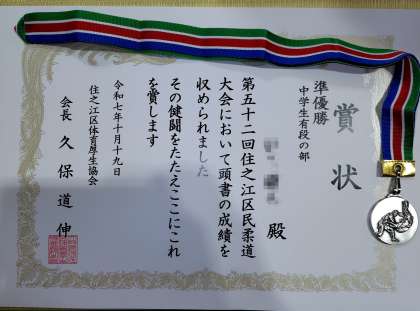 賞状
準優勝
中学生有段の部
殿
第五十二回住之江区民柔道
大会において頭書の成績を
収められました
その健闘をたたえここにこれ
を賞します
令和七年十月十九日
住之江区体育厚生協会
会長 久保道伸